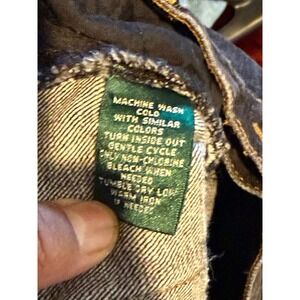 MACHINE WASH
COLD
WITH SIMILAR
COLORS
TURN INSIDE OUT
GENTLE CYCLE
ONLY NON-CHLORINE
BLEACH WHEN
NEEDED
TUMBLE DRY LOW
WARM IRON
IF NEEDED